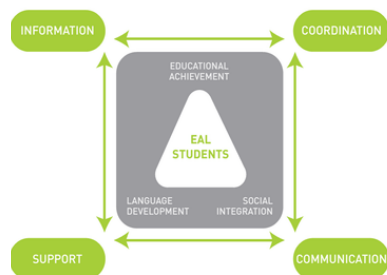 INFORMATION
COORDINATION
EDUCATIONAL
ACHIEVEMENT
EAL
STUDENTS
LANGUAGE
DEVELOPMENT
SOCIAL
INTEGRATION
SUPPORT
COMMUNICATION